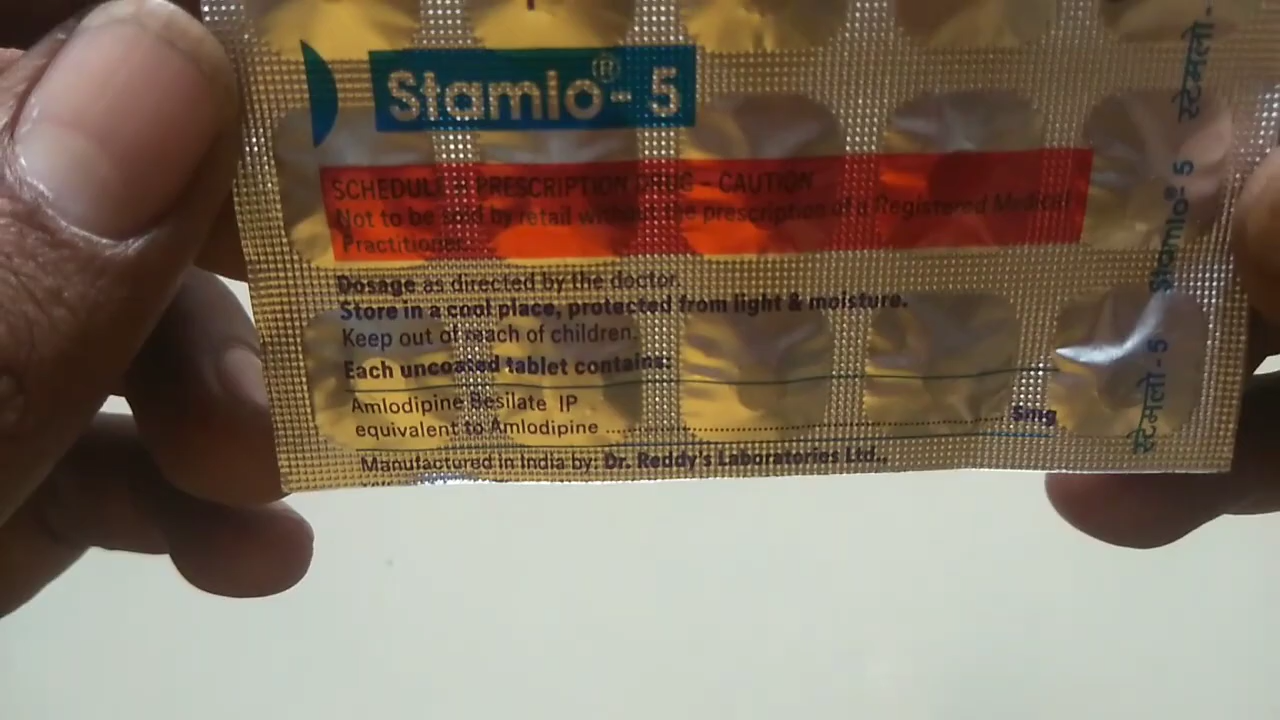 Stamlo®-5
SCHEDULE H PRESCRIPTION DRUG - CAUTION
Not to be sold by retail without the prescription of a Registered Medical
Practitioner.
Dosage as directed by the doctor.
Store in a cool place, protected from light & moisture.
Keep out of reach of children.
Each uncoated tablet contains:
Amlodipine Besilate IP
equivalent to Amlodipine ........................................ 5mg
Manufactured in India by: Dr. Reddy's Laboratories Ltd.,
स्टेमलो-5 Stamlo®-5 स्टेमलो-